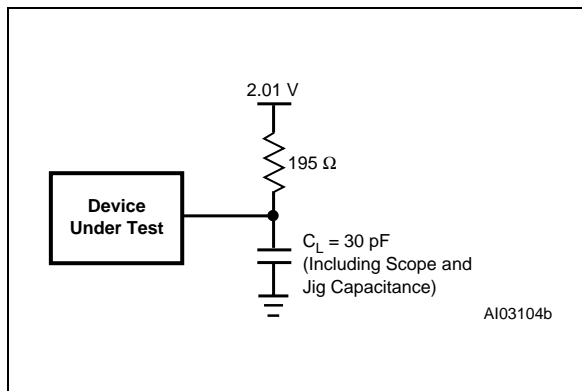 2.01 V
195 Ω
Device
Under Test
C_L = 30 pF
(Including Scope and
Jig Capacitance)
AI03104b